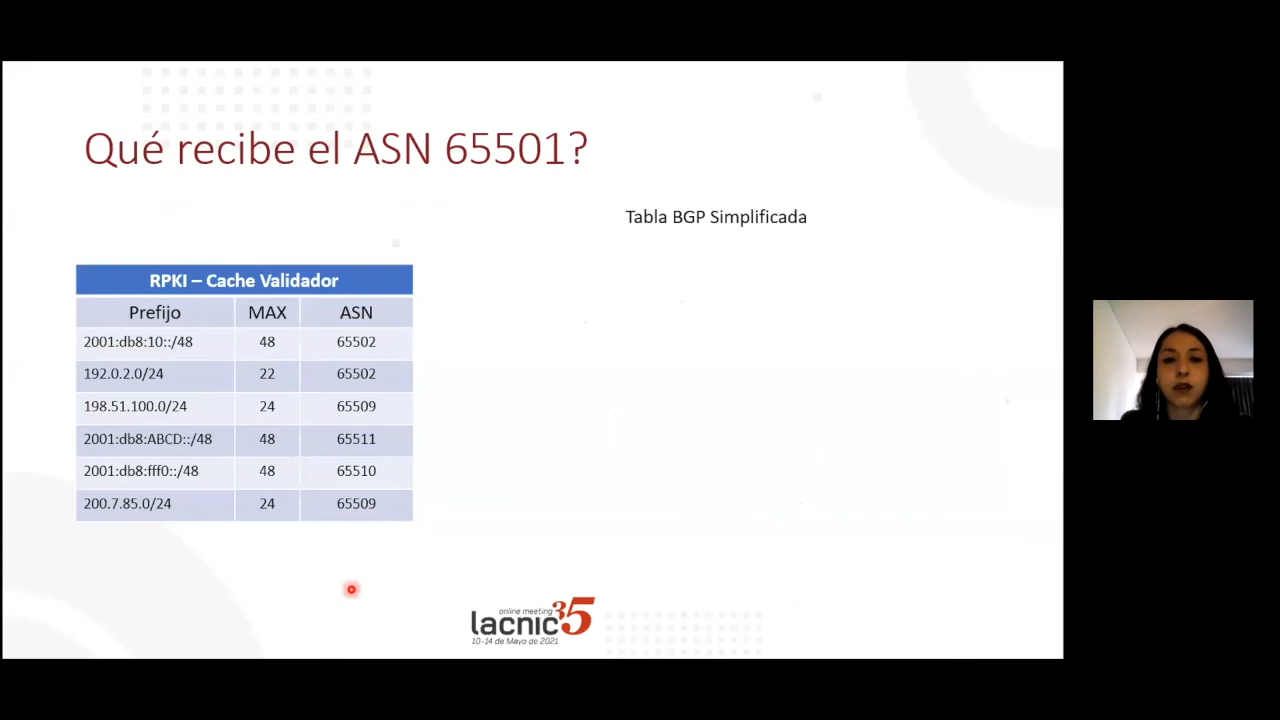 Qué recibe el ASN 65501?
Tabla BGP Simplificada
RPKI – Cache Validador
Prefijo MAX ASN
2001:db8:10::/48 48 65502
192.0.2.0/24 22 65502
198.51.100.0/24 24 65509
2001:db8:ABCD::/48 48 65511
2001:db8:fff0::/48 48 65510
200.7.85.0/24 24 65509
online meeting
lacnic35
10-14 de Mayo de 2021